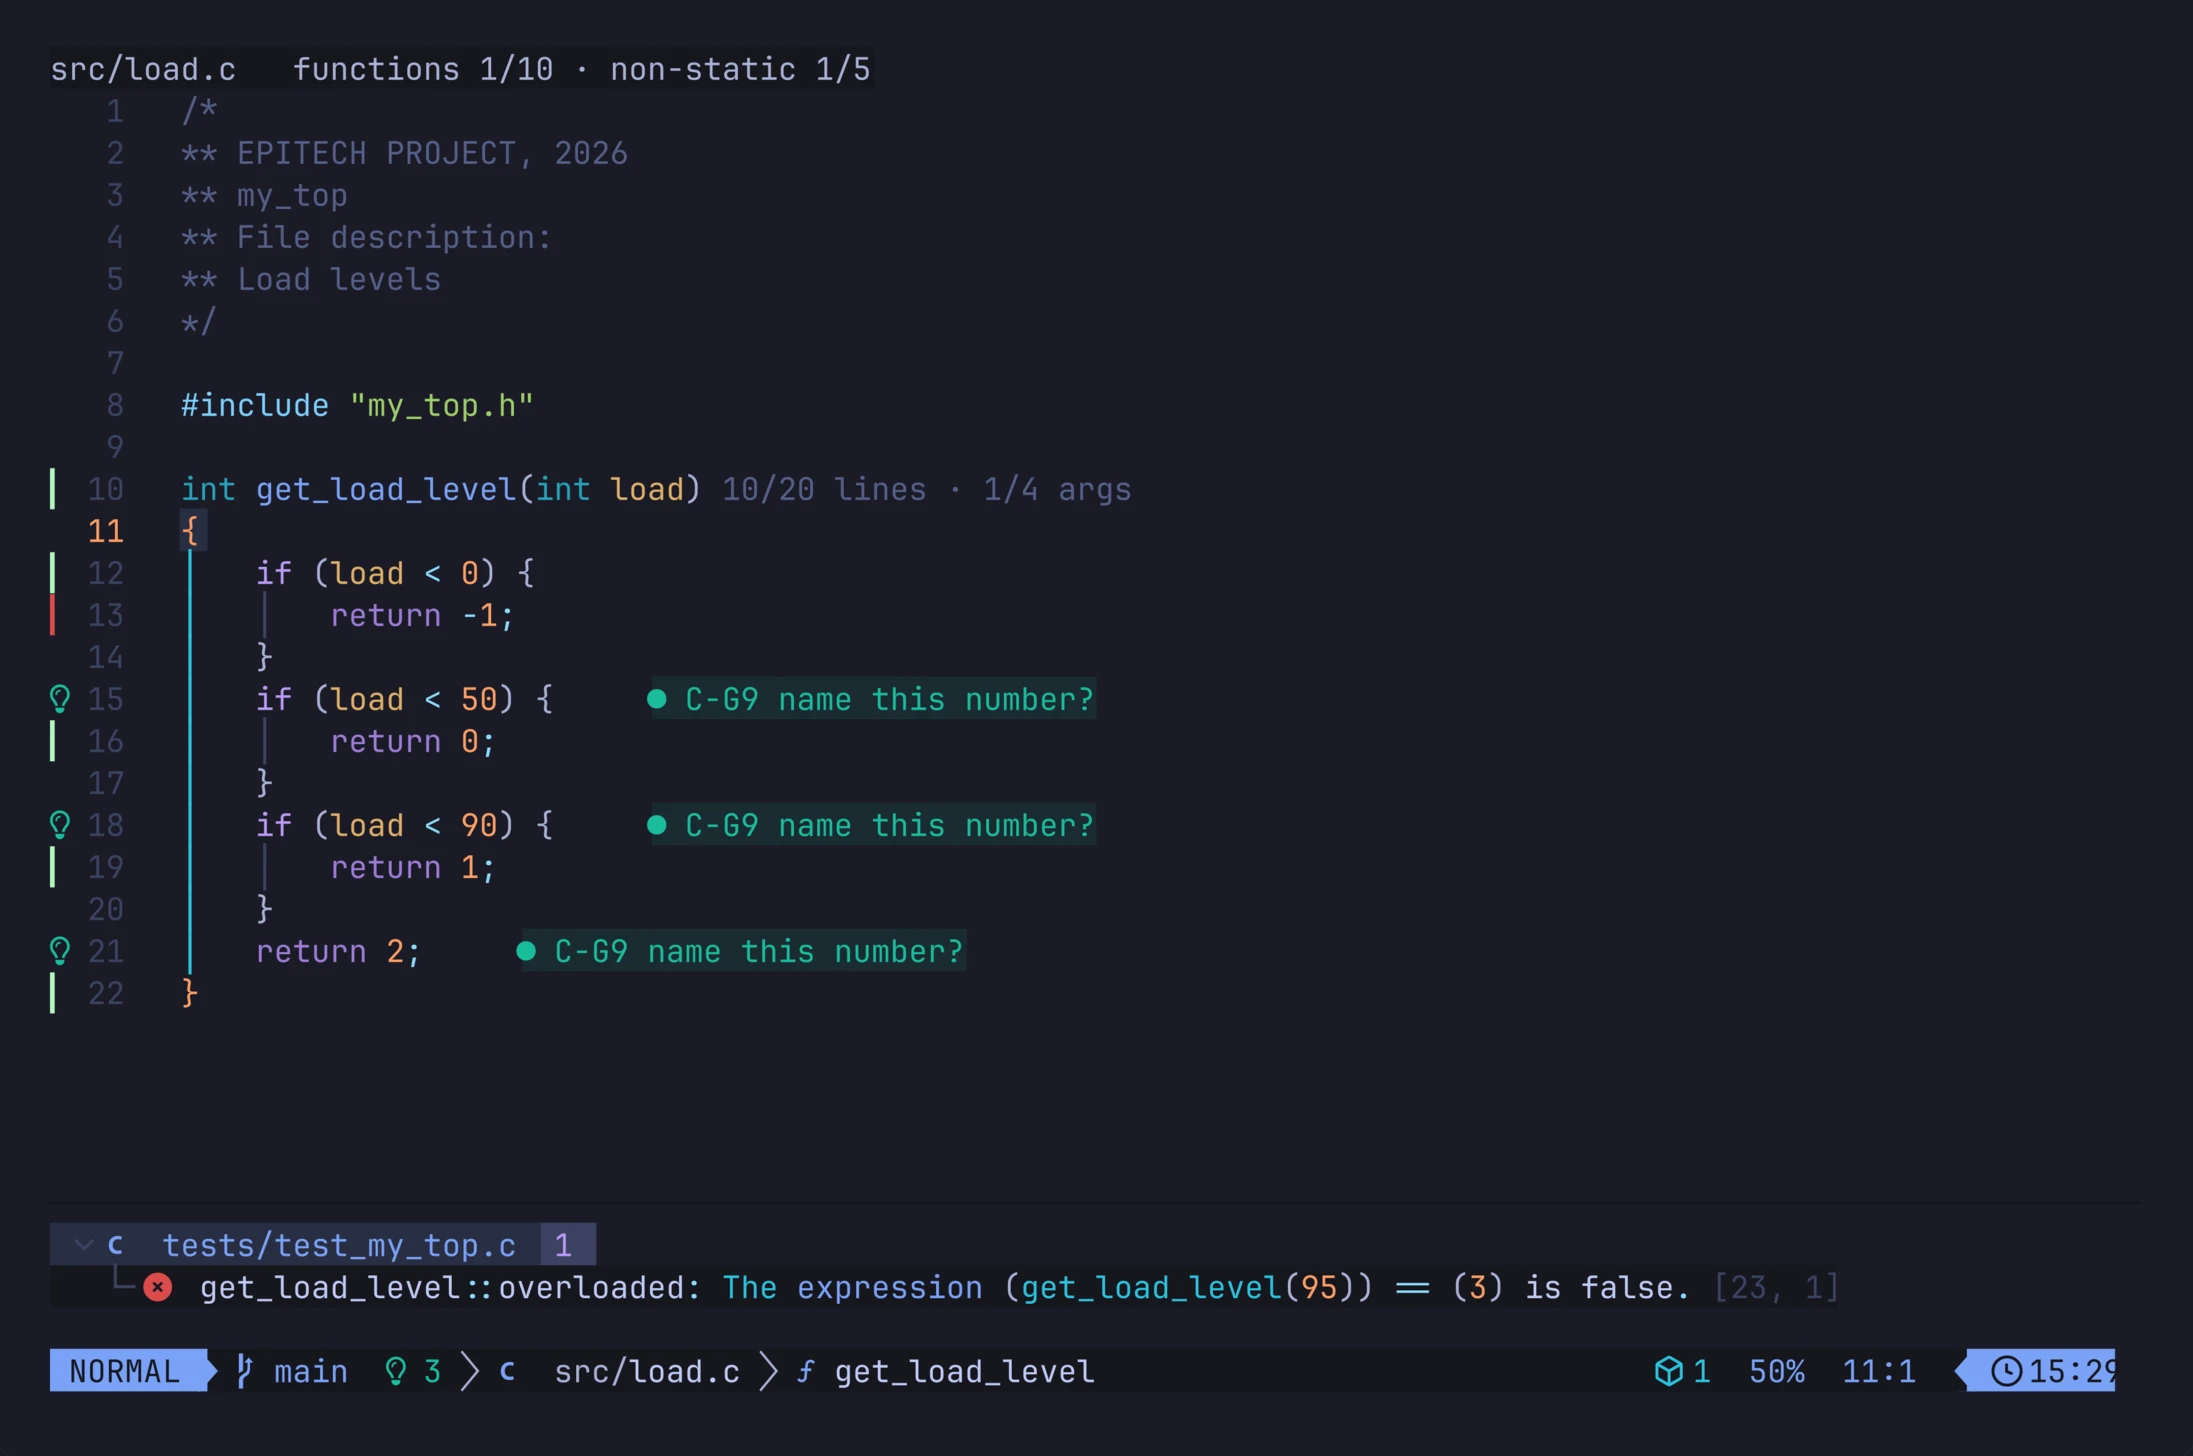 src/load.c   functions 1/10 · non-static 1/5
1   /*
2   ** EPITECH PROJECT, 2026
3   ** my_top
4   ** File description:
5   ** Load levels
6   */
7
8   #include "my_top.h"
9
10   int get_load_level(int load) 10/20 lines · 1/4 args
11   {
12       if (load < 0) {
13           return -1;
14       }
15       if (load < 50) {     ● C-G9 name this number?
16           return 0;
17       }
18       if (load < 90) {     ● C-G9 name this number?
19           return 1;
20       }
21       return 2;     ● C-G9 name this number?
22   }
C  tests/test_my_top.c  1
get_load_level::overloaded: The expression (get_load_level(95)) == (3) is false. [23, 1]
NORMAL  main  3  C  src/load.c  f get_load_level  1  50%  11:1  15:29